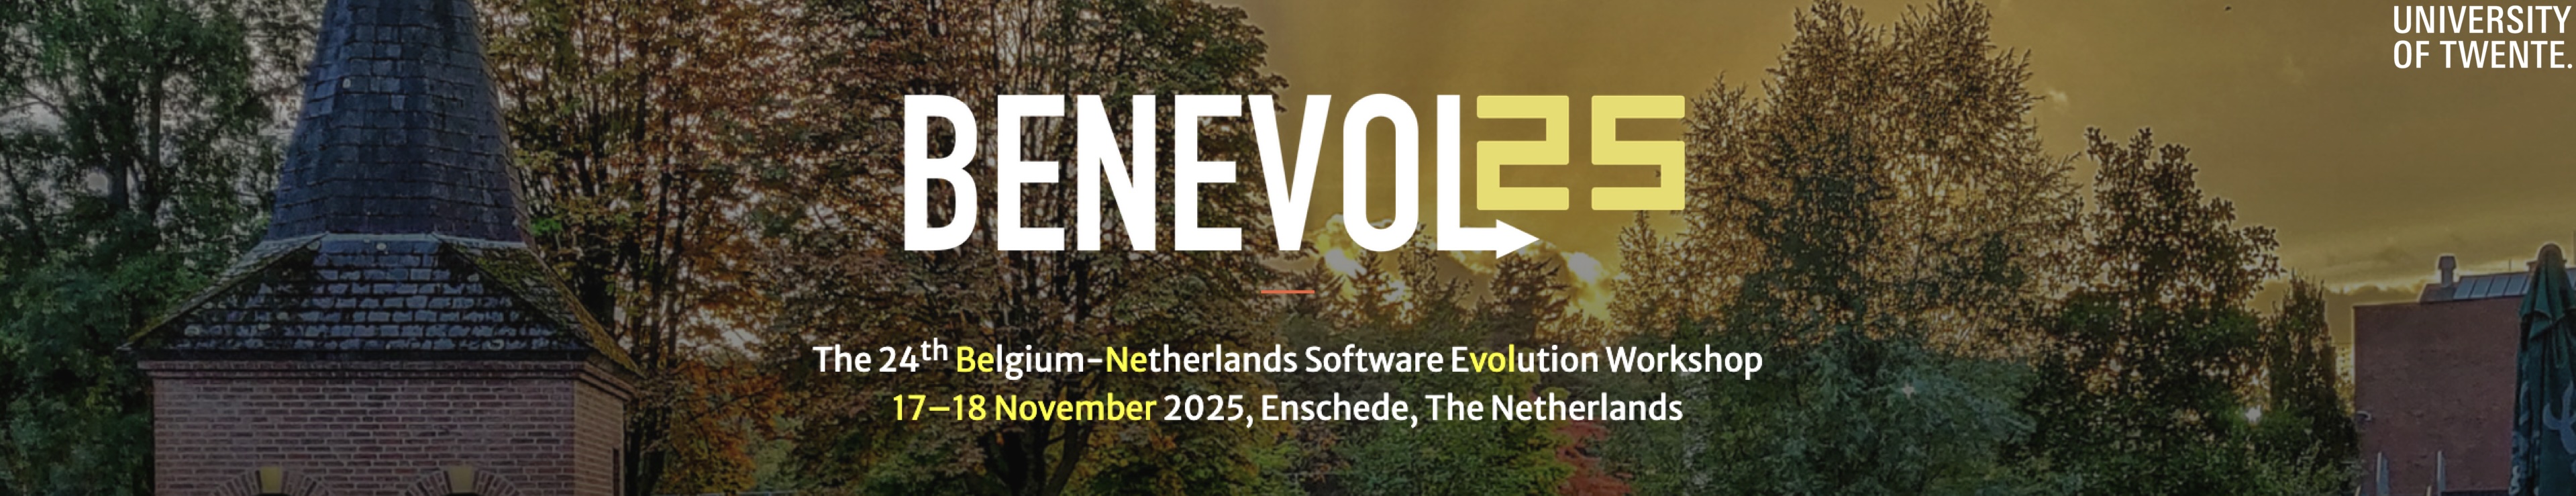 UNIVERSITY
OF TWENTE.
BENEVOL25
The 24th Belgium-Netherlands Software Evolution Workshop
17–18 November 2025, Enschede, The Netherlands